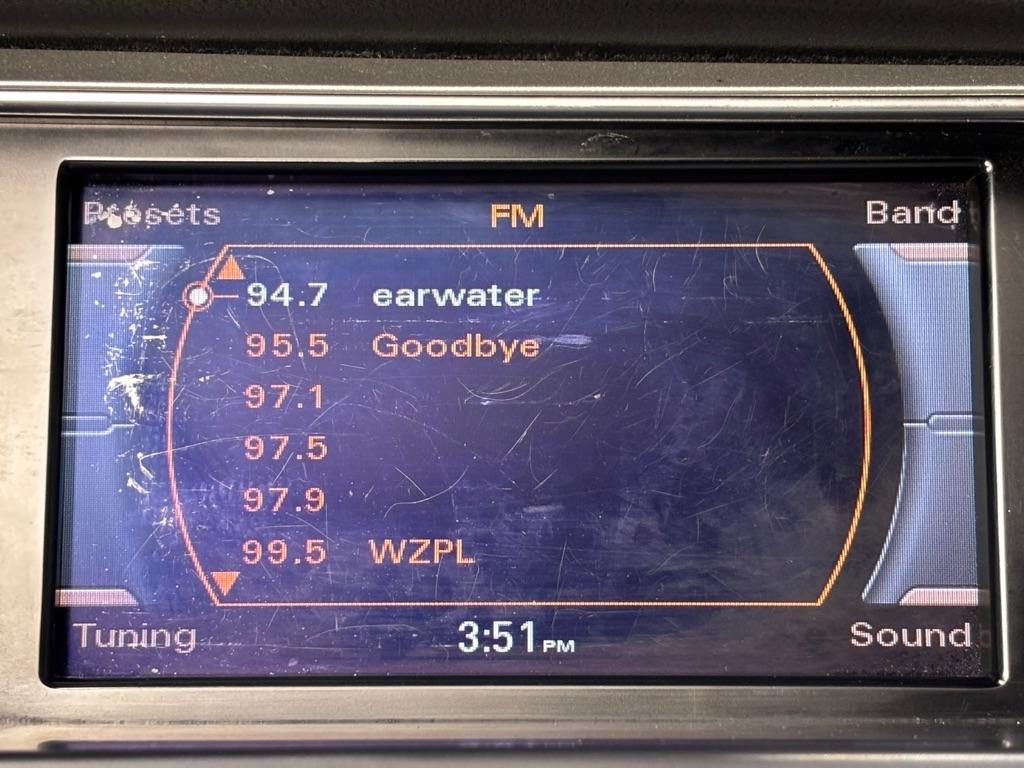 Presets FM Band
94.7 earwater
95.5 Goodbye
97.1
97.5
97.9
99.5 WZPL
Tuning 3:51 PM Sound